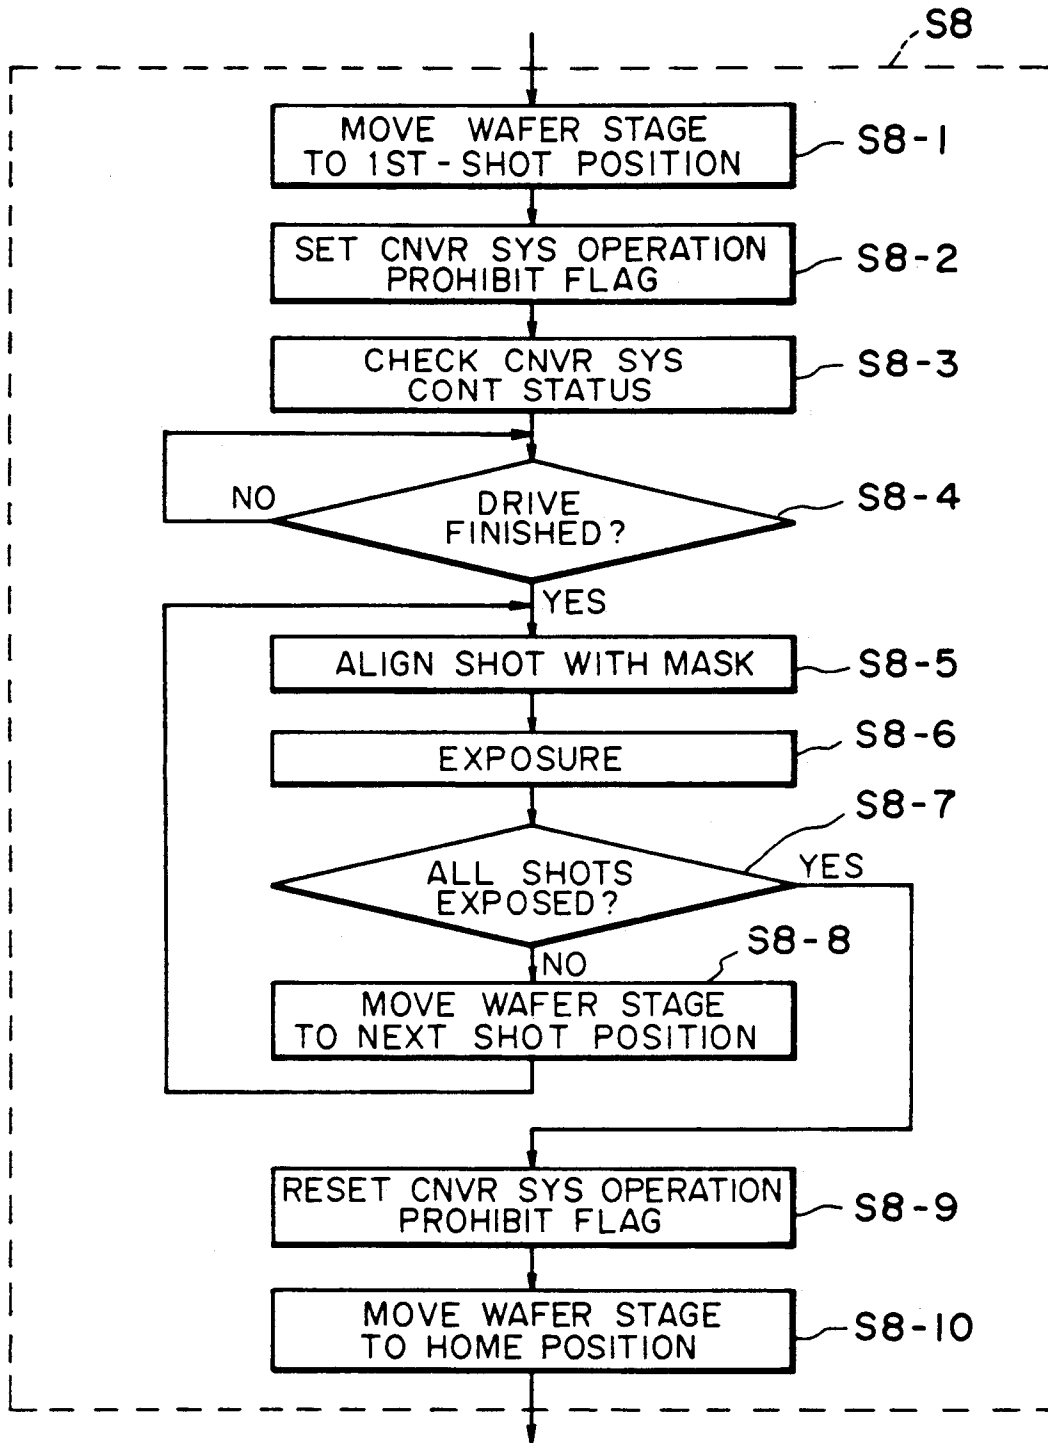 S8
MOVE WAFER STAGE
TO 1ST-SHOT POSITION
S8-1
SET CNVR SYS OPERATION
PROHIBIT FLAG
S8-2
CHECK CNVR SYS
CONT STATUS
S8-3
NO
DRIVE
FINISHED?
S8-4
YES
ALIGN SHOT WITH MASK
S8-5
EXPOSURE
S8-6
S8-7
ALL SHOTS
EXPOSED?
YES
NO
S8-8
MOVE WAFER STAGE
TO NEXT SHOT POSITION
RESET CNVR SYS OPERATION
PROHIBIT FLAG
S8-9
MOVE WAFER STAGE
TO HOME POSITION
S8-10